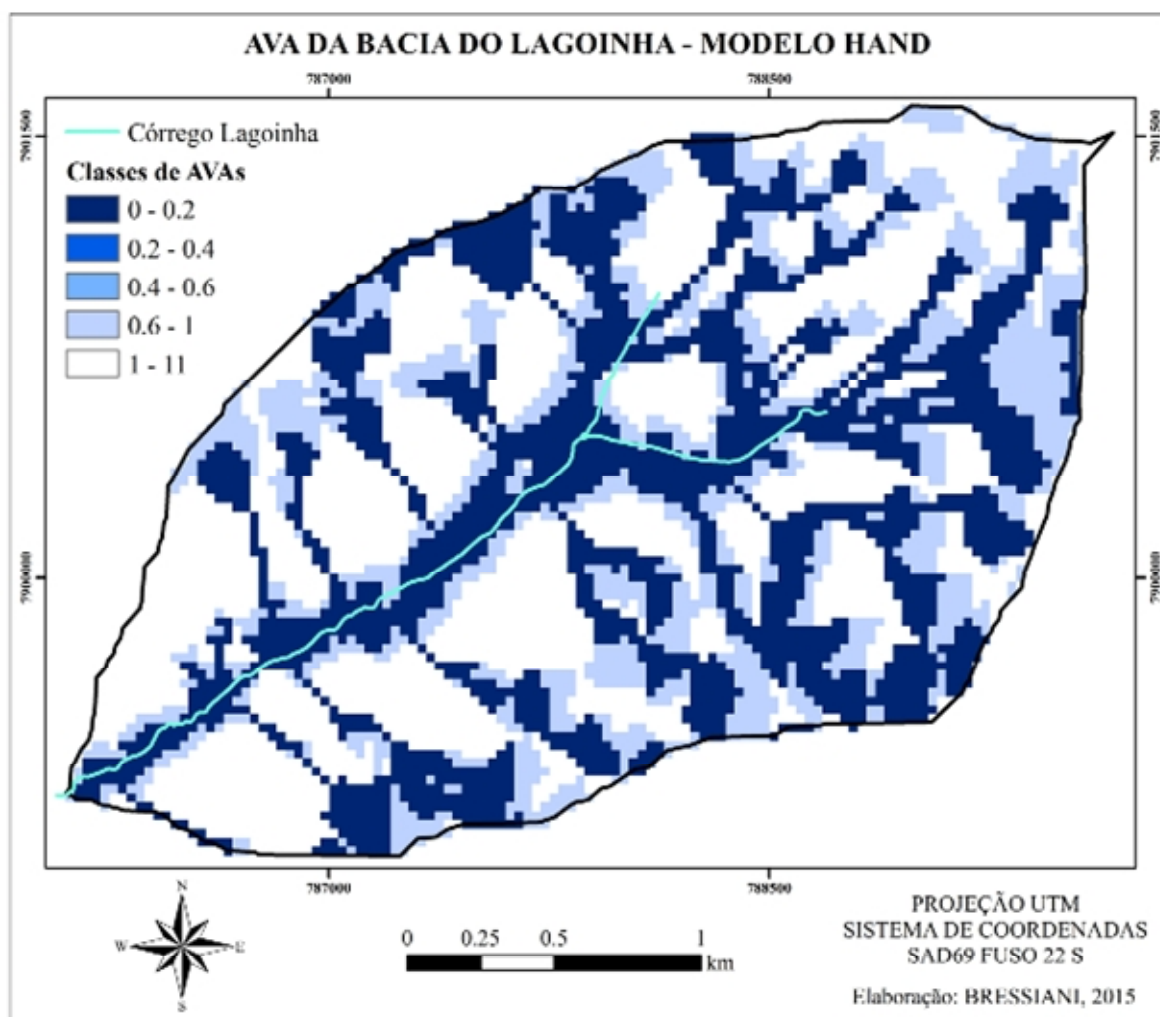 AVA DA BACIA DO LAGOINHA - MODELO HAND
787000
788500
7901500
7901500
Córrego Lagoinha
Classes de AVAs
0 - 0.2
0.2 - 0.4
0.4 - 0.6
0.6 - 1
1 - 11
7900000
7900000
787000
788500
N
W
E
S
0 0.25 0.5 1
km
PROJEÇÃO UTM
SISTEMA DE COORDENADAS
SAD69 FUSO 22 S
Elaboração: BRESSIANI, 2015